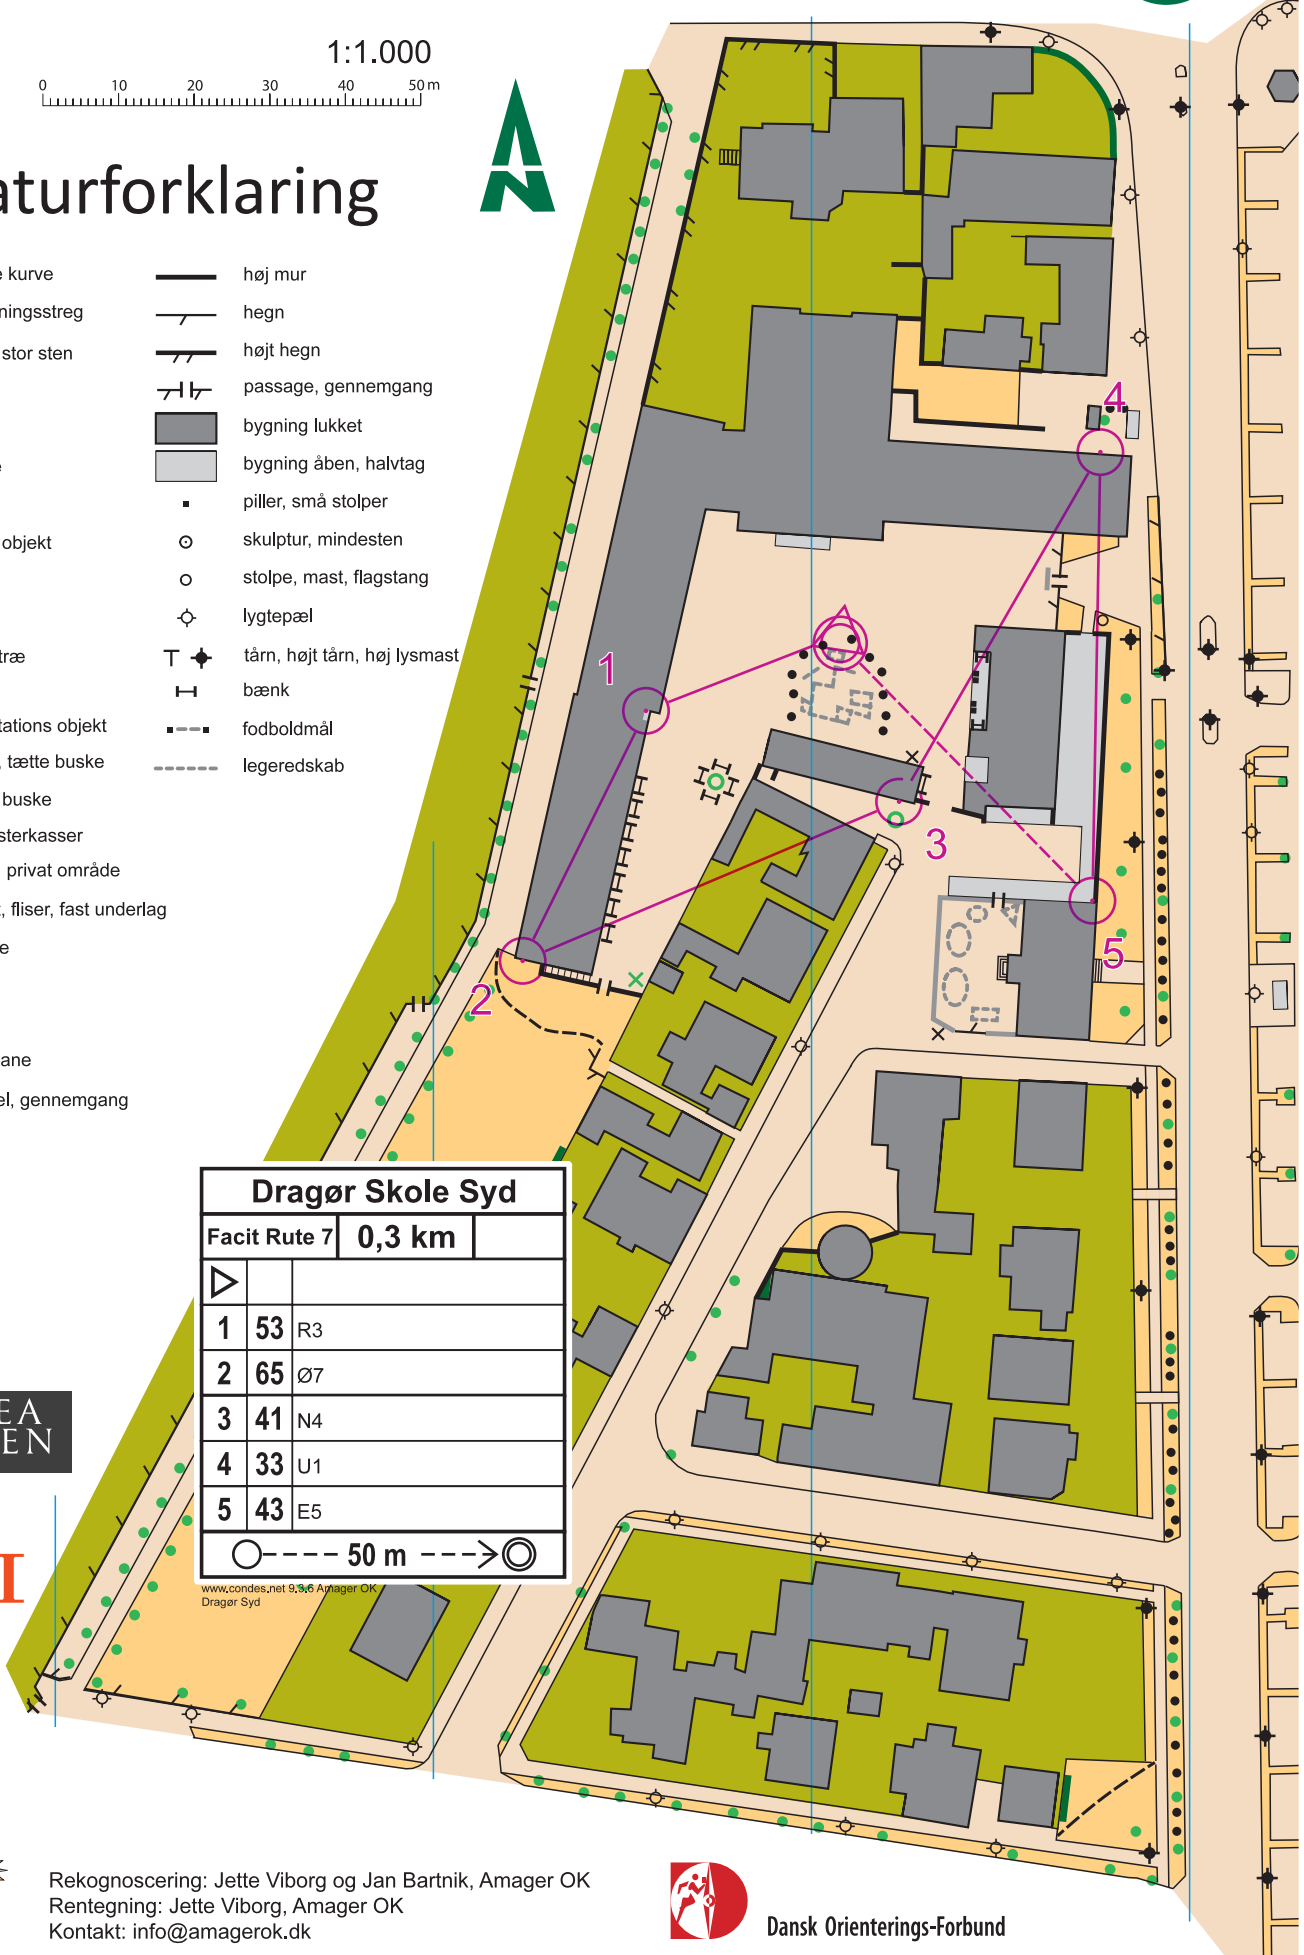 1:1.000
0 10 20 30 40 50 m
aturforklaring
e kurve
ningsstreg
stor sten
e
objekt
træ
tations objekt
, tætte buske
buske
sterkasser
privat område
t, fliser, fast underlag
e
ane
el, gennemgang
høj mur
hegn
højt hegn
passage, gennemgang
bygning lukket
bygning åben, halvtag
piller, små stolper
skulptur, mindesten
stolpe, mast, flagstang
lygtepæl
tårn, højt tårn, høj lysmast
bænk
fodboldmål
legeredskab
N
4
1
3
5
2
Dragør Skole Syd
Facit Rute 7 0,3 km
1 53 R3
2 65 Ø7
3 41 N4
4 33 U1
5 43 E5
50 m
www.condes.net 9.3.6 Amager OK
Dragør Syd
EA
EN
I
Rekognoscering: Jette Viborg og Jan Bartnik, Amager OK
Rentegning: Jette Viborg, Amager OK
Kontakt: info@amagerok.dk
Dansk Orienterings-Forbund